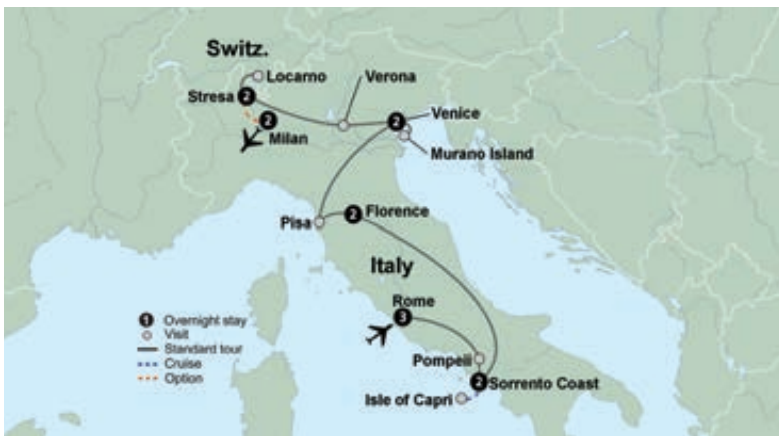 Switz.
Locarno
Verona
Stresa
2
2
Milan
2
Venice
Murano Island
Pisa
2
Florence
Italy
Rome
3
Pompeii
2
Sorrento Coast
Isle of Capri
1 Overnight stay
Visit
Standard tour
Cruise
Option